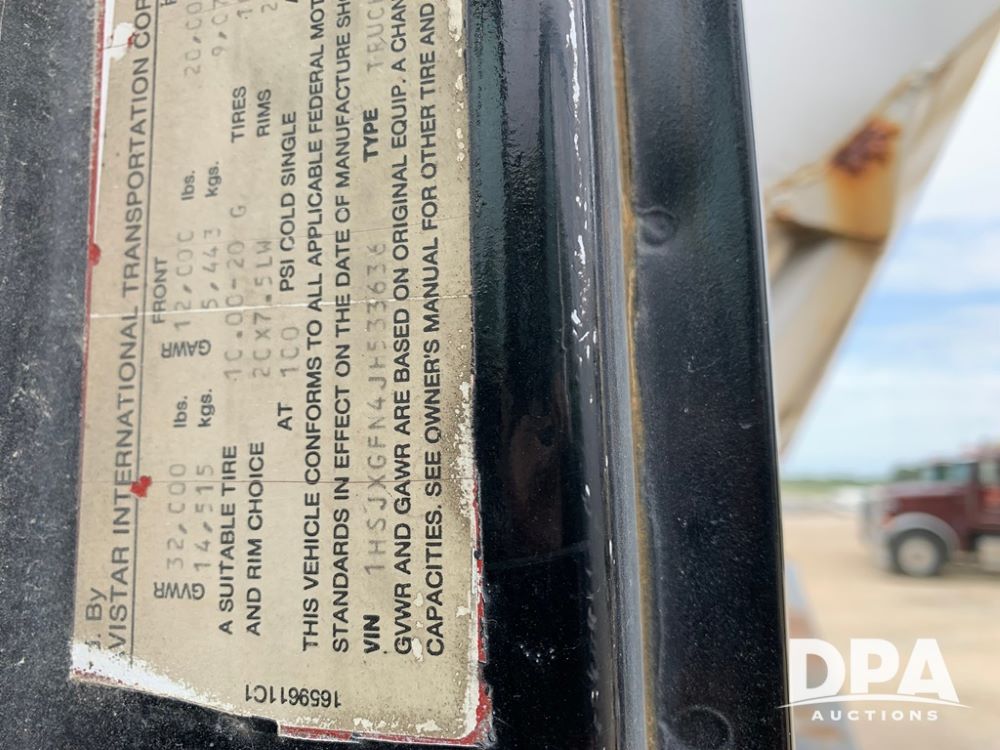 . By
VISTAR INTERNATIONAL TRANSPORTATION COR
FRONT
GVWR 32,000 lbs. GAWR 12,000 lbs. 20,00
14,515 kgs. 5,443 kgs. 9,07
A SUITABLE TIRE 10.00-20 G TIRES
AND RIM CHOICE 20X7.5LW RIMS
AT 100 PSI COLD SINGLE
THIS VEHICLE CONFORMS TO ALL APPLICABLE FEDERAL MOT
STANDARDS IN EFFECT ON THE DATE OF MANUFACTURE SHO
VIN 1HSJXGFN4JH533636 TYPE TRUCK
GVWR AND GAWR ARE BASED ON ORIGINAL EQUIP. A CHAN
CAPACITIES. SEE OWNER'S MANUAL FOR OTHER TIRE AND
1659611C1
DPA
AUCTIONS